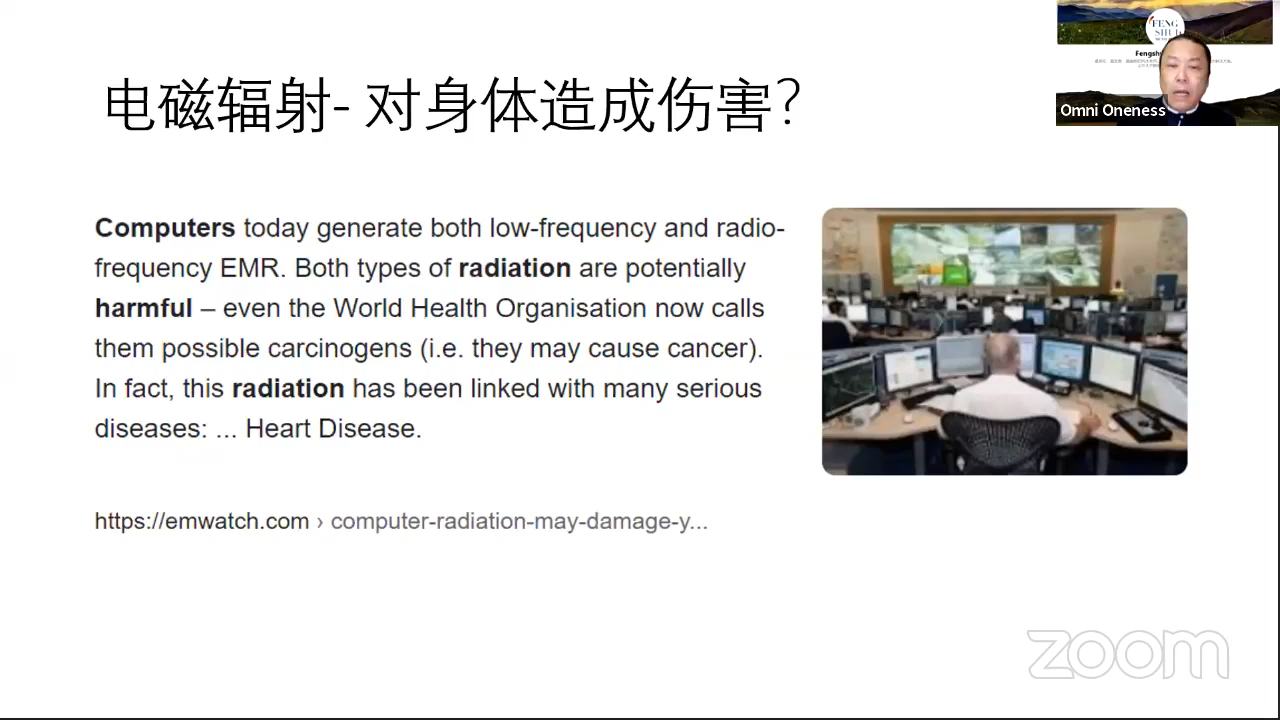 电磁辐射- 对身体造成伤害?
Computers today generate both low-frequency and radio-
frequency EMR. Both types of radiation are potentially
harmful – even the World Health Organisation now calls
them possible carcinogens (i.e. they may cause cancer).
In fact, this radiation has been linked with many serious
diseases: ... Heart Disease.
https://emwatch.com › computer-radiation-may-damage-y...
FENG
SHUI
Fengsh
Omni Oneness
zoom